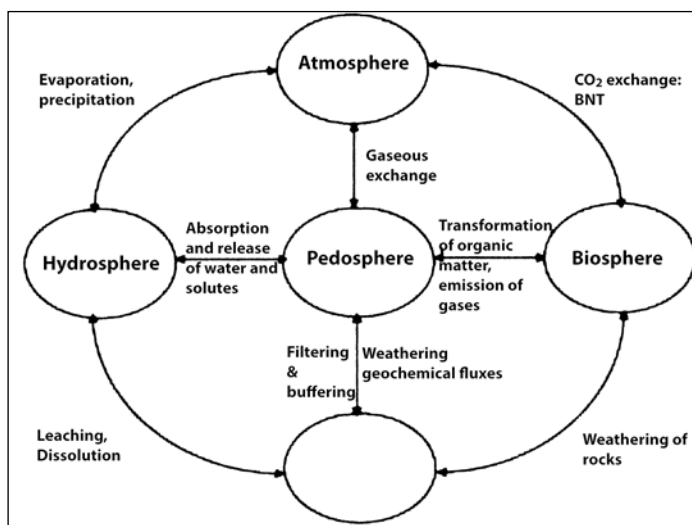 Atmosphere
Evaporation,
precipitation
CO₂ exchange:
BNT
Gaseous
exchange
Hydrosphere
Absorption
and release
of water and
solutes
Pedosphere
Transformation
of organic
matter,
emission of
gases
Biosphere
Filtering
&
buffering
Weathering
geochemical fluxes
Leaching,
Dissolution
Weathering of
rocks